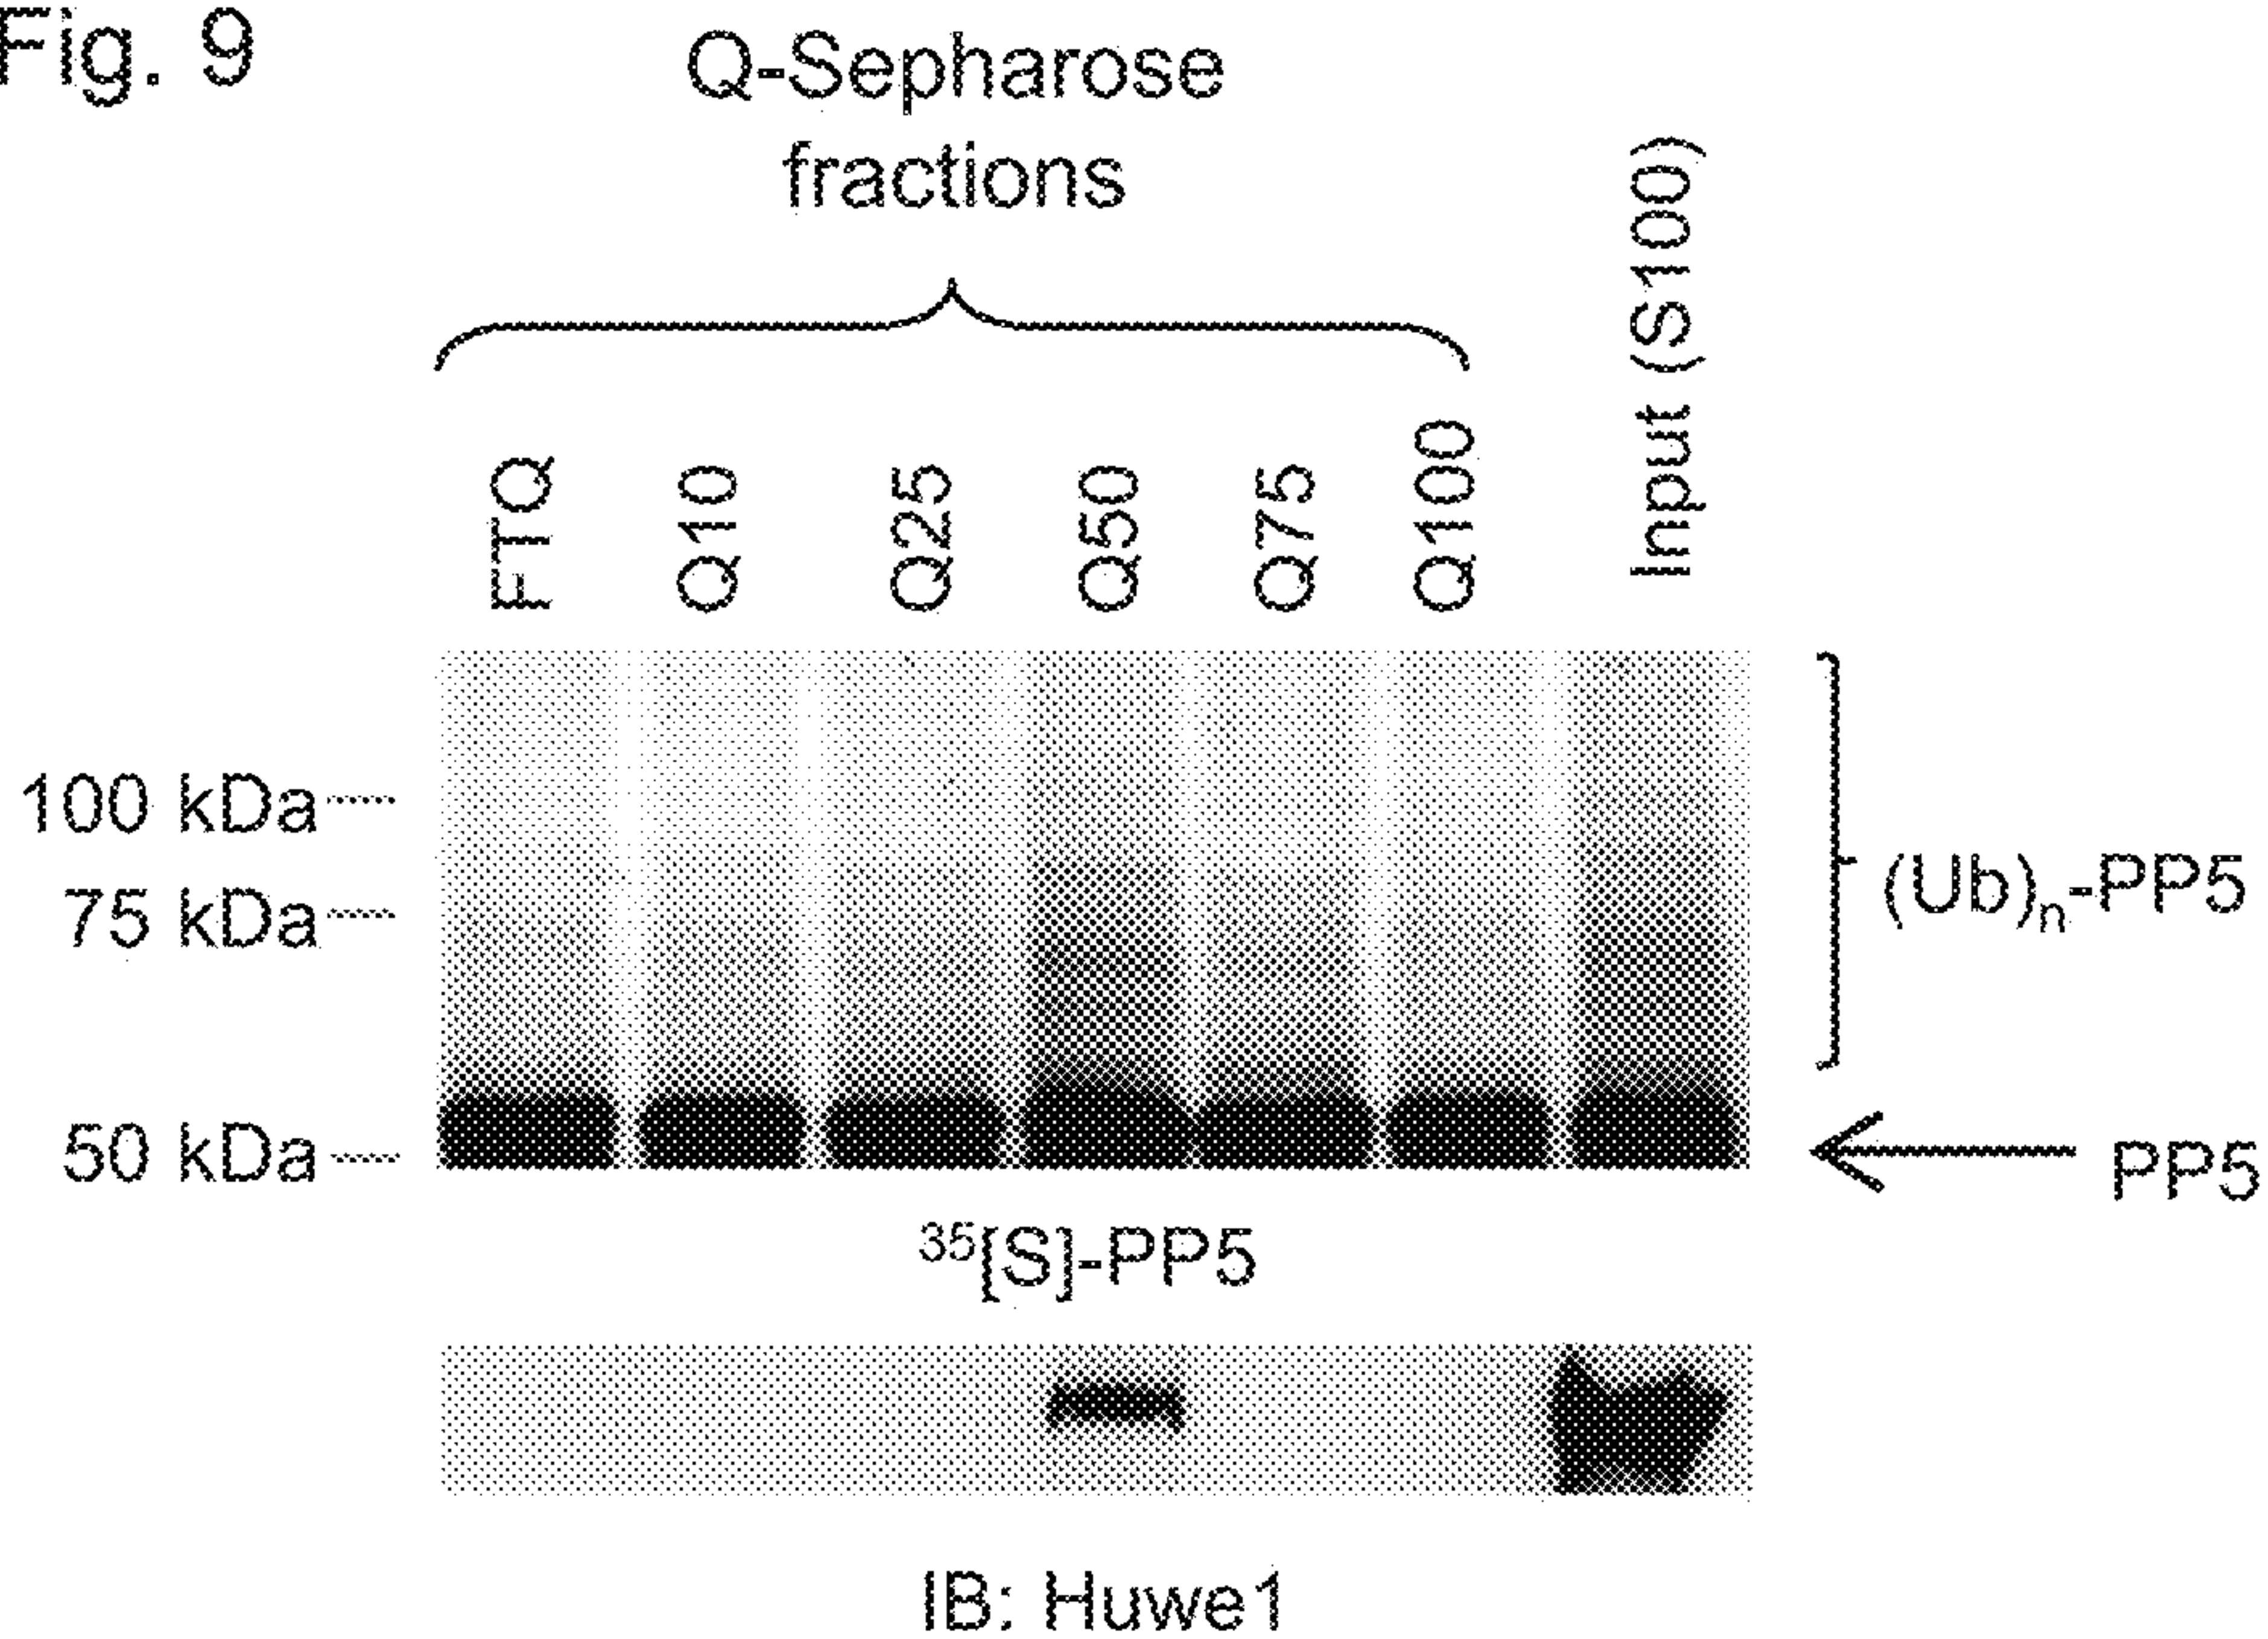 Fig. 9
Q-Sepharose
fractions
FTQ
Q10
Q25
Q50
Q75
Q100
Input (S100)
100 kDa
75 kDa
50 kDa
(Ub)n-PP5
PP5
35[S]-PP5
IB: Huwe1